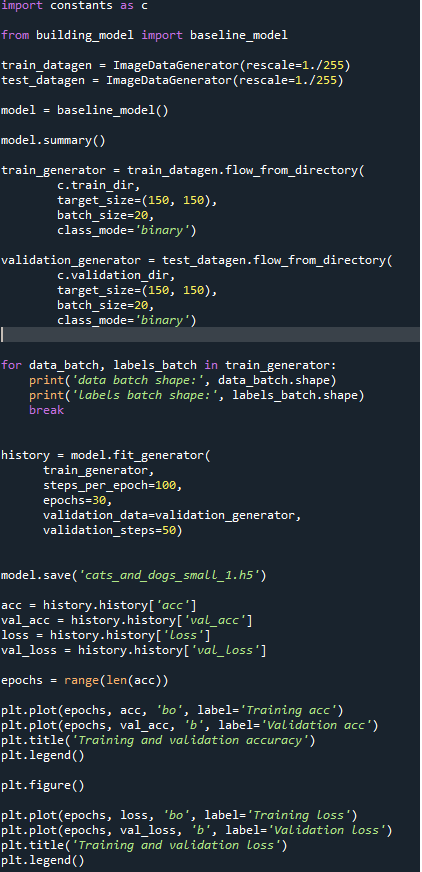 import constants as c
from building_model import baseline_model
train_datagen = ImageDataGenerator(rescale=1./255)
test_datagen = ImageDataGenerator(rescale=1./255)
model = baseline_model()
model.summary()
train_generator = train_datagen.flow_from_directory(
        c.train_dir,
        target_size=(150, 150),
        batch_size=20,
        class_mode='binary')
validation_generator = test_datagen.flow_from_directory(
        c.validation_dir,
        target_size=(150, 150),
        batch_size=20,
        class_mode='binary')
for data_batch, labels_batch in train_generator:
    print('data batch shape:', data_batch.shape)
    print('labels batch shape:', labels_batch.shape)
    break
history = model.fit_generator(
      train_generator,
      steps_per_epoch=100,
      epochs=30,
      validation_data=validation_generator,
      validation_steps=50)
model.save('cats_and_dogs_small_1.h5')
acc = history.history['acc']
val_acc = history.history['val_acc']
loss = history.history['loss']
val_loss = history.history['val_loss']
epochs = range(len(acc))
plt.plot(epochs, acc, 'bo', label='Training acc')
plt.plot(epochs, val_acc, 'b', label='Validation acc')
plt.title('Training and validation accuracy')
plt.legend()
plt.figure()
plt.plot(epochs, loss, 'bo', label='Training loss')
plt.plot(epochs, val_loss, 'b', label='Validation loss')
plt.title('Training and validation loss')
plt.legend()